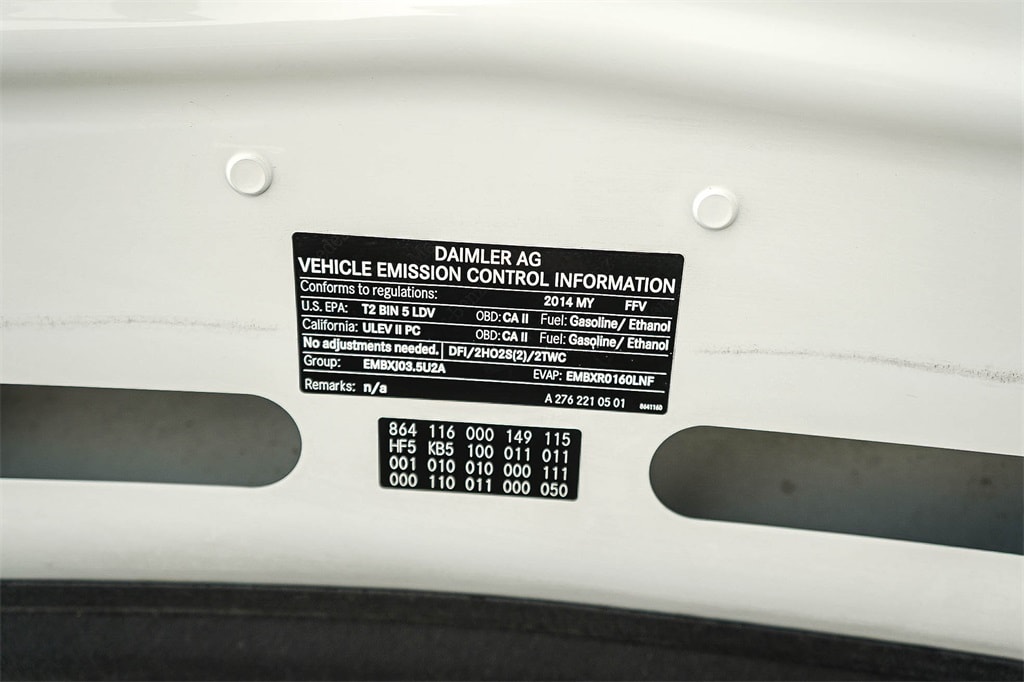 DAIMLER AG
VEHICLE EMISSION CONTROL INFORMATION
Conforms to regulations: 2014 MY FFV
U.S. EPA: T2 BIN 5 LDV OBD: CA II Fuel: Gasoline/ Ethanol
California: ULEV II PC OBD: CA II Fuel: Gasoline/ Ethanol
No adjustments needed. DFI/2HO2S(2)/2TWC
Group: EMBXJ03.5U2A EVAP: EMBXR0160LNF
Remarks: n/a A 276 221 05 01 8641160
864 116 000 149 115
HF5 KB5 100 011 011
001 010 010 000 111
000 110 011 000 050